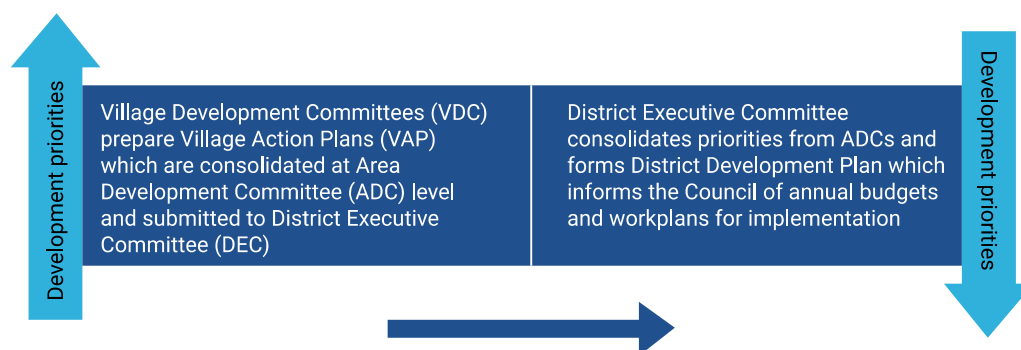 Development priorities
Village Development Committees (VDC)
prepare Village Action Plans (VAP)
which are consolidated at Area
Development Committee (ADC) level
and submitted to District Executive
Committee (DEC)
District Executive Committee
consolidates priorities from ADCs and
forms District Development Plan which
informs the Council of annual budgets
and workplans for implementation
Development priorities